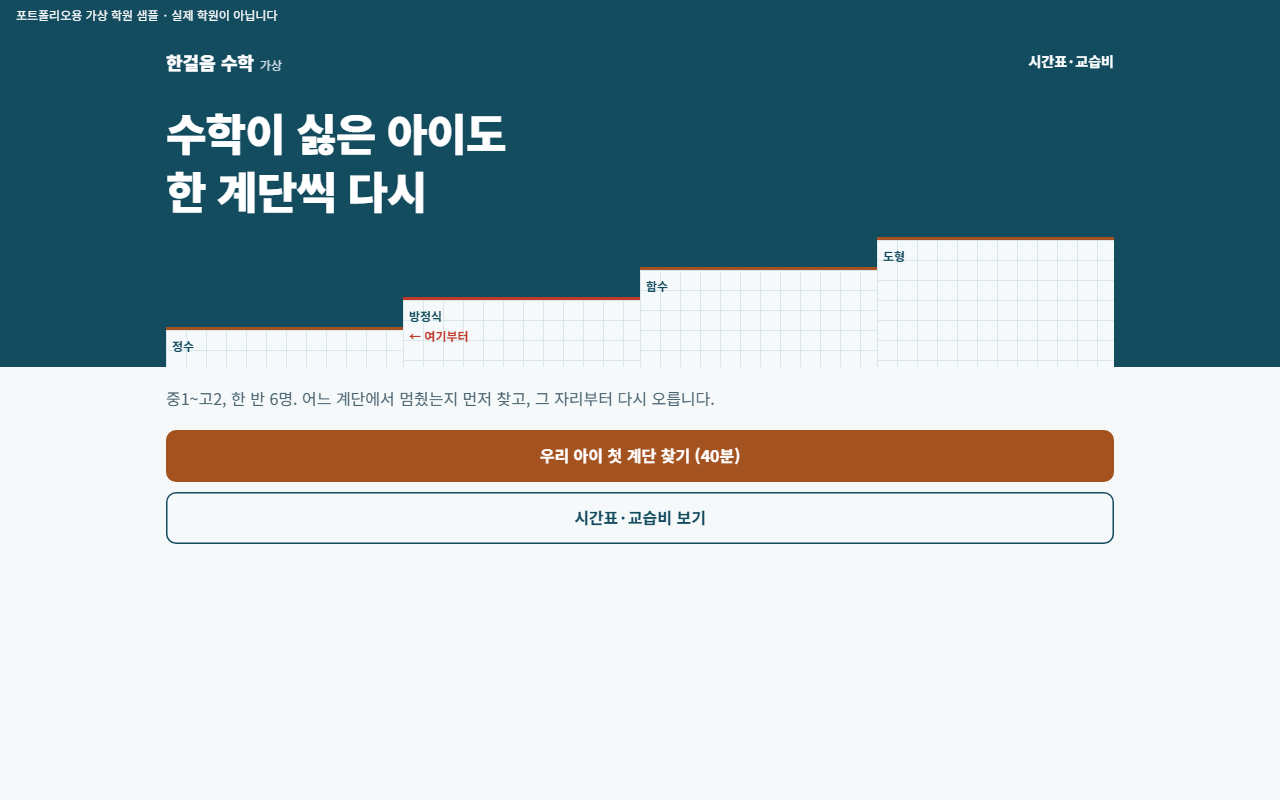 포트폴리오용 가상 학원 샘플 · 실제 학원이 아닙니다
한걸음 수학 가상
시간표·교습비
수학이 싫은 아이도
한 계단씩 다시
도형
함수
방정식
← 여기부터
정수
중1~고2, 한 반 6명. 어느 계단에서 멈췄는지 먼저 찾고, 그 자리부터 다시 오릅니다.
우리 아이 첫 계단 찾기 (40분)
시간표·교습비 보기